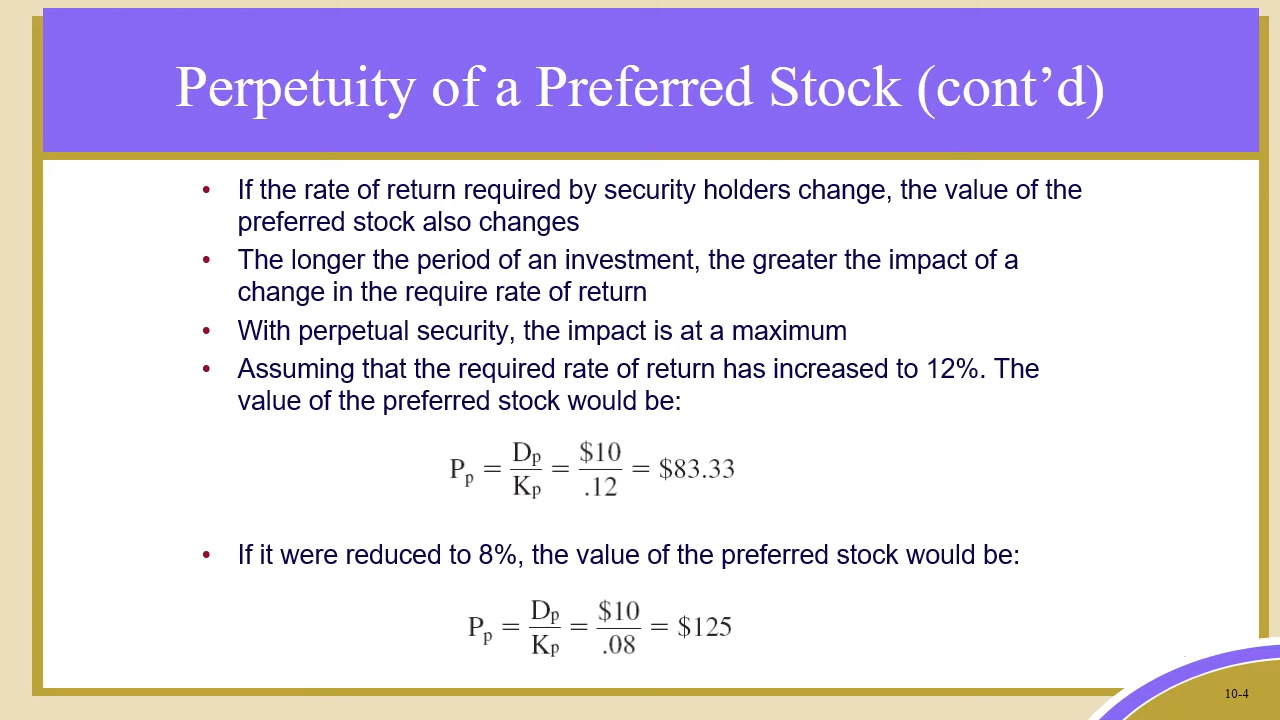 Perpetuity of a Preferred Stock (cont’d)
• If the rate of return required by security holders change, the value of the
preferred stock also changes
• The longer the period of an investment, the greater the impact of a
change in the require rate of return
• With perpetual security, the impact is at a maximum
• Assuming that the required rate of return has increased to 12%. The
value of the preferred stock would be:
Pp = Dp/Kp = $10/.12 = $83.33
• If it were reduced to 8%, the value of the preferred stock would be:
Pp = Dp/Kp = $10/.08 = $125
10-4